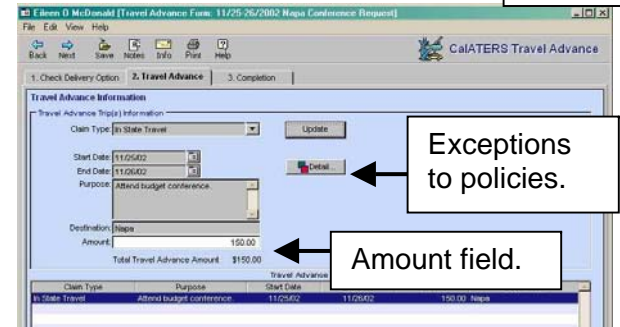 Eileen O McDonald [Travel Advance Form: 11/25-26/2002 Napa Conference Request]
File Edit View Help
Back Next Save Notes Info Print Help
CalATERS Travel Advance
1. Check Delivery Option 2. Travel Advance 3. Completion
Travel Advance Information
Travel Advance Trip(s) Information
Claim Type: In State Travel Update
Start Date: 11/25/02
End Date: 11/26/02 Detail...
Exceptions
to policies.
Purpose: Attend budget conference.
Destination: Napa
Amount: 150.00
Amount field.
Total Travel Advance Amount $150.00
Travel Advance
Claim Type Purpose Start Date
In State Travel Attend budget conference. 11/25/02 11/26/02 150.00 Napa